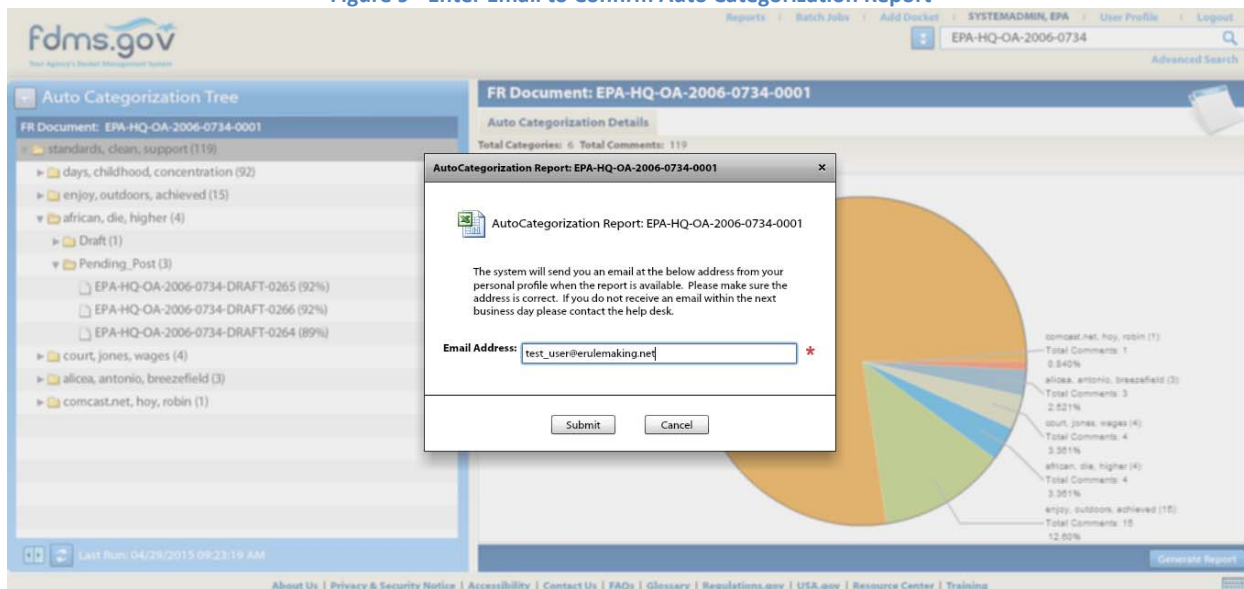 Figure 9 - Enter Email to Confirm Auto Categorization Report
Reports | Batch Jobs | Add Docket | SYSTEMADMIN, EPA | User Profile | Logout
fdms.gov
Your Agency's Docket Management System
EPA-HQ-OA-2006-0734
Advanced Search
Auto Categorization Tree
FR Document: EPA-HQ-OA-2006-0734-0001
standards, clean, support (119)
days, childhood, concentration (92)
enjoy, outdoors, achieved (15)
african, die, higher (4)
Draft (1)
Pending_Post (3)
EPA-HQ-OA-2006-0734-DRAFT-0265 (92%)
EPA-HQ-OA-2006-0734-DRAFT-0266 (92%)
EPA-HQ-OA-2006-0734-DRAFT-0264 (89%)
court, jones, wages (4)
alicea, antonio, breezefield (3)
comcast.net, hoy, robin (1)
Last Run: 04/29/2015 09:23:19 AM
FR Document: EPA-HQ-OA-2006-0734-0001
Auto Categorization Details
Total Categories: 6 Total Comments: 119
AutoCategorization Report: EPA-HQ-OA-2006-0734-0001 x
AutoCategorization Report: EPA-HQ-OA-2006-0734-0001
The system will send you an email at the below address from your
personal profile when the report is available. Please make sure the
address is correct. If you do not receive an email within the next
business day please contact the help desk.
Email Address: test_user@erulemaking.net *
Submit Cancel
comcast.net, hoy, robin (1):
Total Comments: 1
0.840%
alicea, antonio, breezefield (3):
Total Comments: 3
2.521%
court, jones, wages (4):
Total Comments: 4
3.361%
african, die, higher (4):
Total Comments: 4
3.361%
enjoy, outdoors, achieved (15):
Total Comments: 15
12.60%
Generate Report
About Us | Privacy & Security Notice | Accessibility | Contact Us | FAQs | Glossary | Regulations.gov | USA.gov | Resource Center | Training